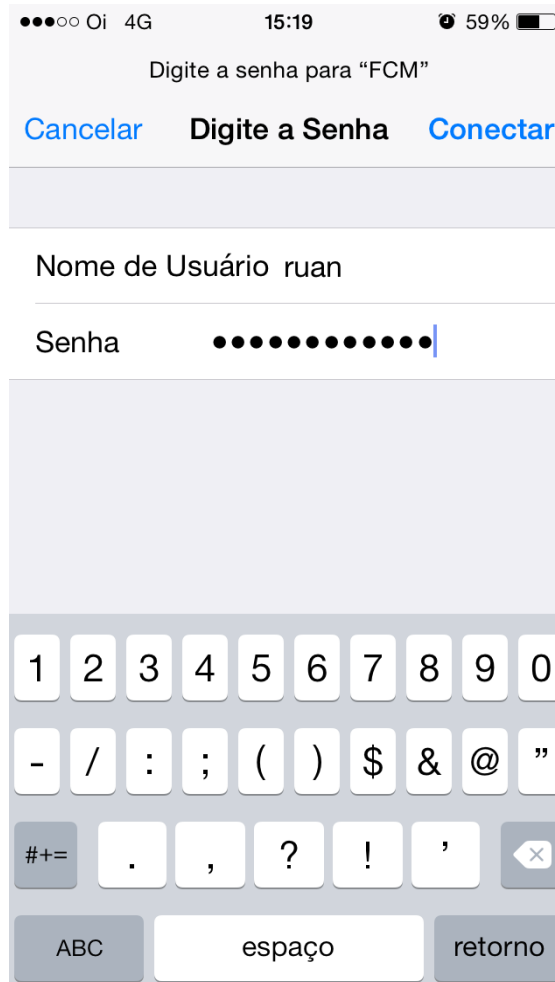 ●●●○○ Oi 4G 15:19 59%
Digite a senha para “FCM”
Cancelar Digite a Senha Conectar
Nome de Usuário ruan
Senha ●●●●●●●●●●●●
1 2 3 4 5 6 7 8 9 0
- / : ; ( ) $ & @ ”
#+= . , ? ! ’
ABC espaço retorno